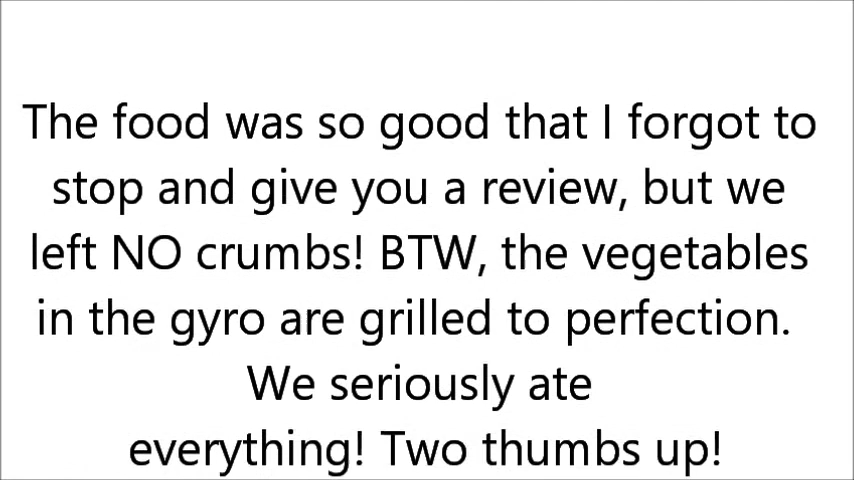 The food was so good that I forgot to
stop and give you a review, but we
left NO crumbs! BTW, the vegetables
in the gyro are grilled to perfection.
We seriously ate
everything! Two thumbs up!